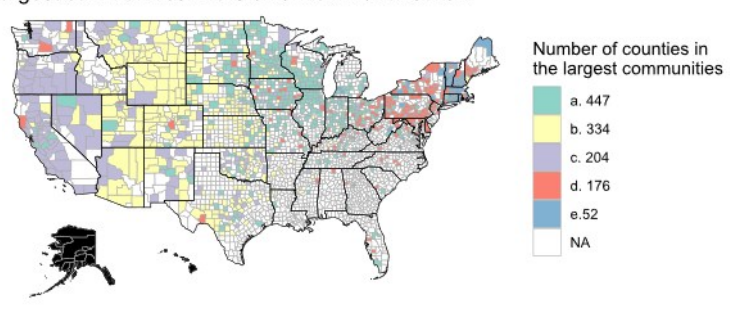 Number of counties in
the largest communities
a. 447
b. 334
c. 204
d. 176
e.52
NA